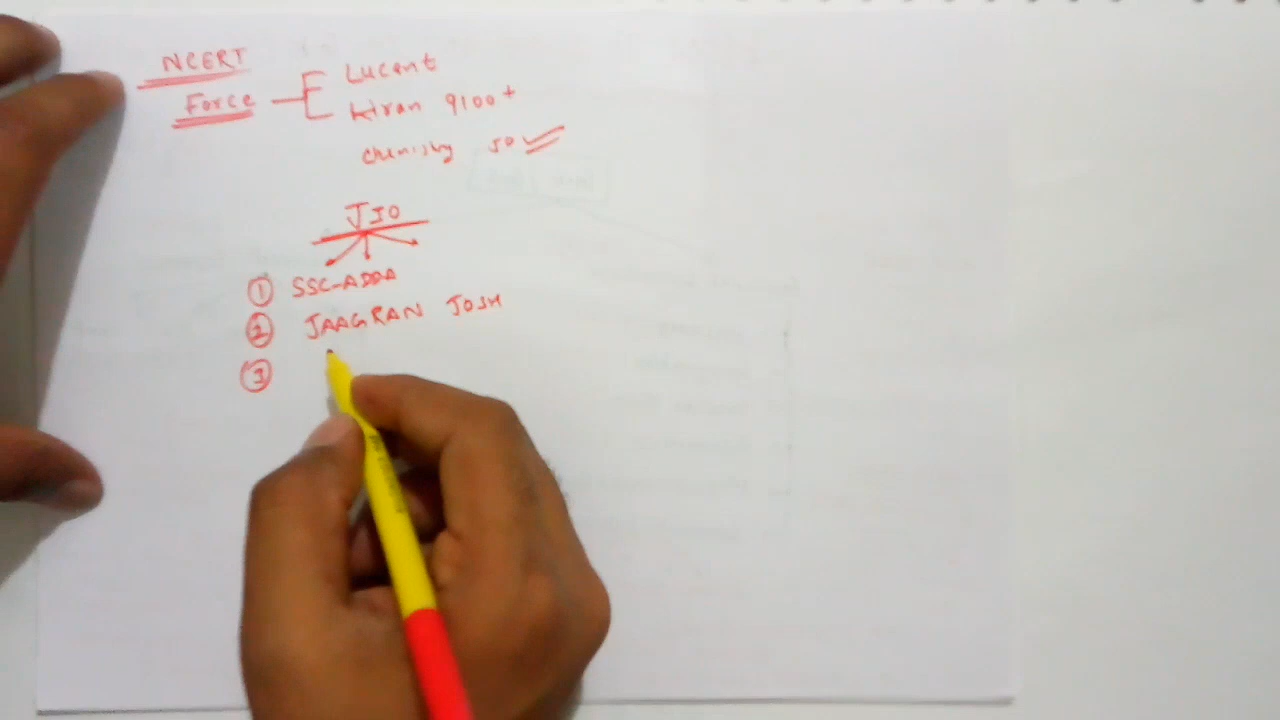 NCERT
Force
Lucent
Kiran 9100+
Chemistry 50
JIO
1 SSC-ADDA
2 JAAGRAN JOSH
3